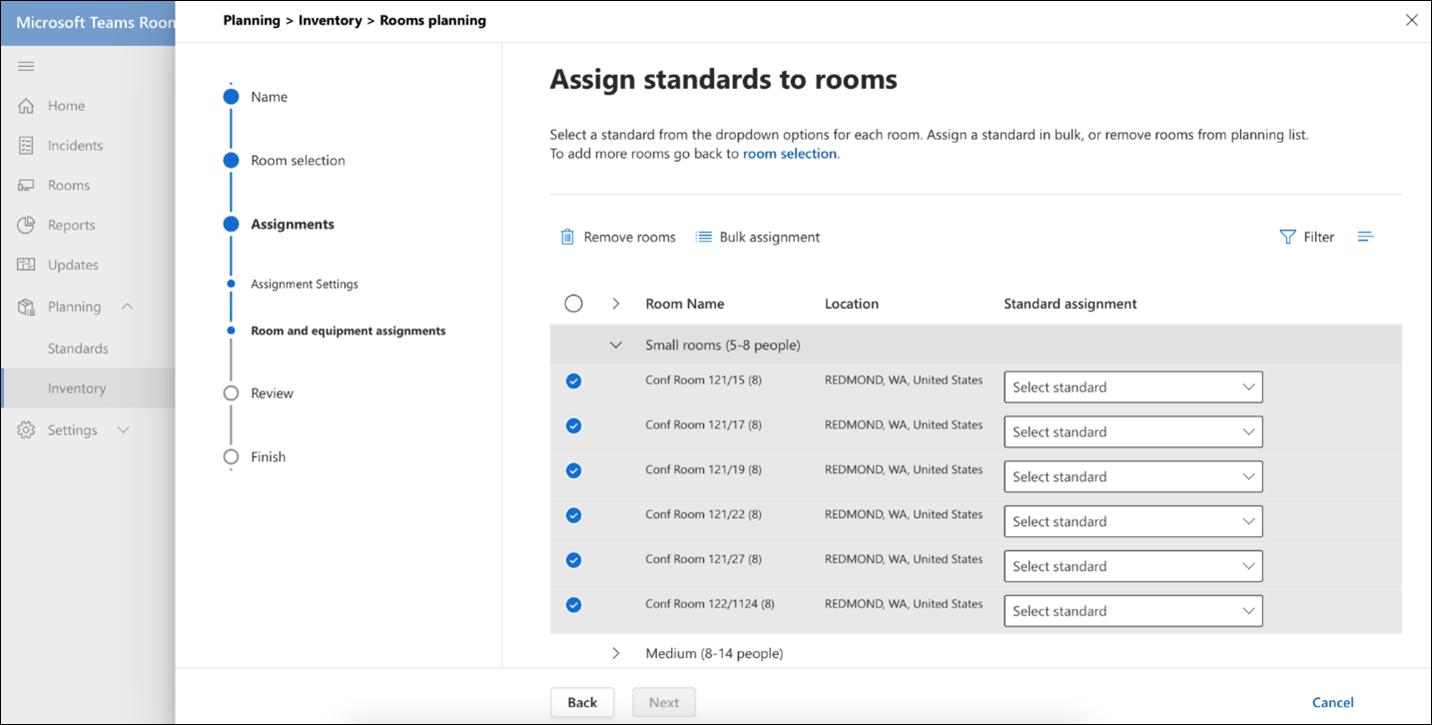 Microsoft Teams Room
Planning > Inventory > Rooms planning
Home
Incidents
Rooms
Reports
Updates
Planning
Standards
Inventory
Settings
Name
Room selection
Assignments
Assignment Settings
Room and equipment assignments
Review
Finish
Assign standards to rooms
Select a standard from the dropdown options for each room. Assign a standard in bulk, or remove rooms from planning list.
To add more rooms go back to room selection.
Remove rooms Bulk assignment Filter
Room Name Location Standard assignment
Small rooms (5-8 people)
Conf Room 121/15 (8) REDMOND, WA, United States Select standard
Conf Room 121/17 (8) REDMOND, WA, United States Select standard
Conf Room 121/19 (8) REDMOND, WA, United States Select standard
Conf Room 121/22 (8) REDMOND, WA, United States Select standard
Conf Room 121/27 (8) REDMOND, WA, United States Select standard
Conf Room 122/1124 (8) REDMOND, WA, United States Select standard
Medium (8-14 people)
Back Next Cancel